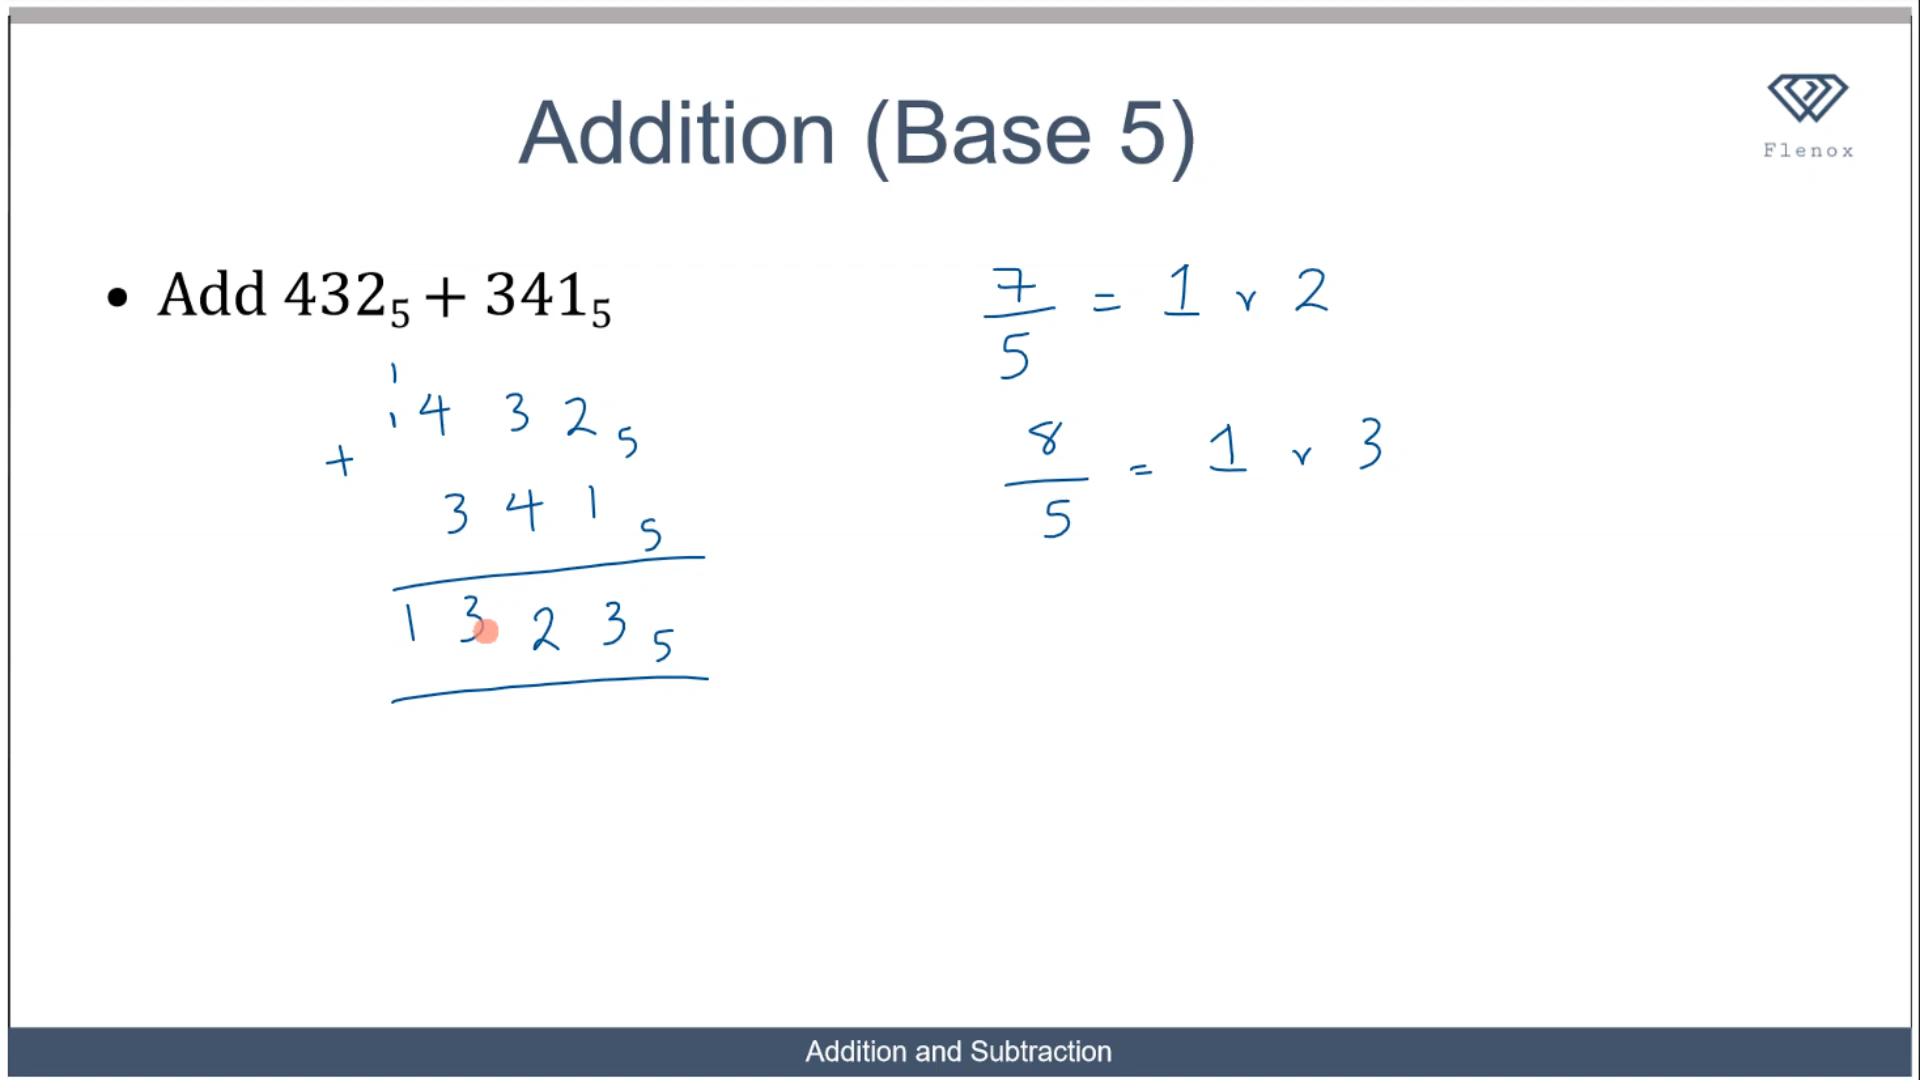 Addition (Base 5)
Flenox
• Add 432₅ + 341₅
1
1 4 3 2 5
+
3 4 1 5
1 3 2 3 5
7/5 = 1 r 2
8/5 = 1 r 3
Addition and Subtraction